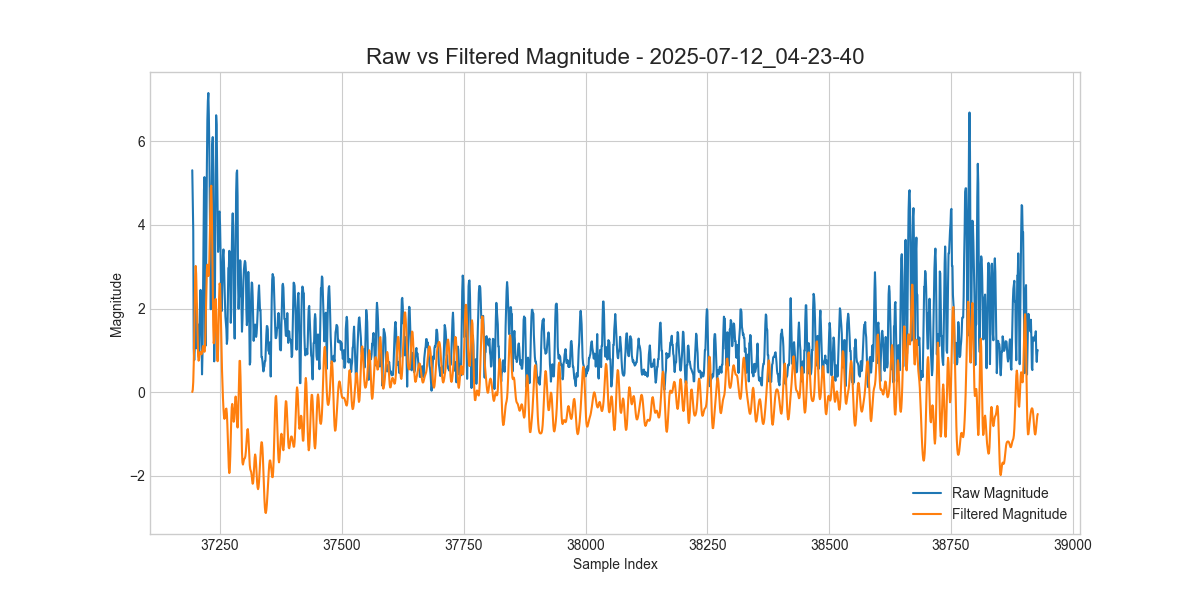 Raw vs Filtered Magnitude - 2025-07-12_04-23-40
Magnitude
6
4
2
0
−2
Raw Magnitude
Filtered Magnitude
37250 37500 37750 38000 38250 38500 38750 39000
Sample Index